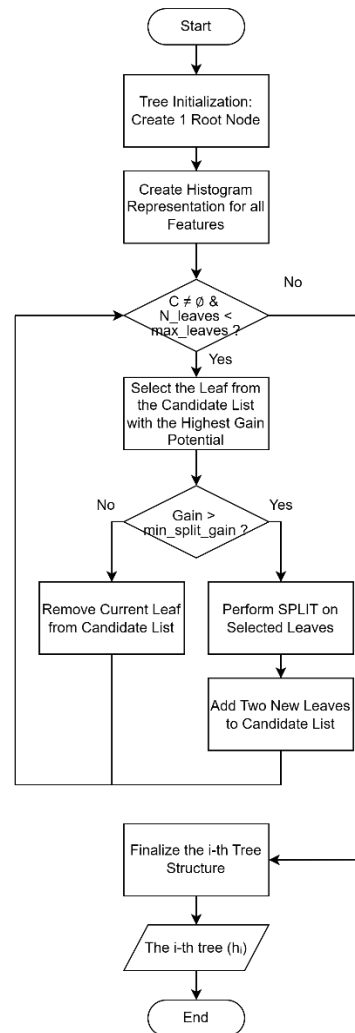 Start
Tree Initialization:
Create 1 Root Node
Create Histogram
Representation for all
Features
C ≠ ∅ &
N_leaves <
max_leaves ?
No
Yes
Select the Leaf from
the Candidate List
with the Highest Gain
Potential
Gain >
min_split_gain ?
No
Yes
Remove Current Leaf
from Candidate List
Perform SPLIT on
Selected Leaves
Add Two New Leaves
to Candidate List
Finalize the i-th Tree
Structure
The i-th tree (hᵢ)
End